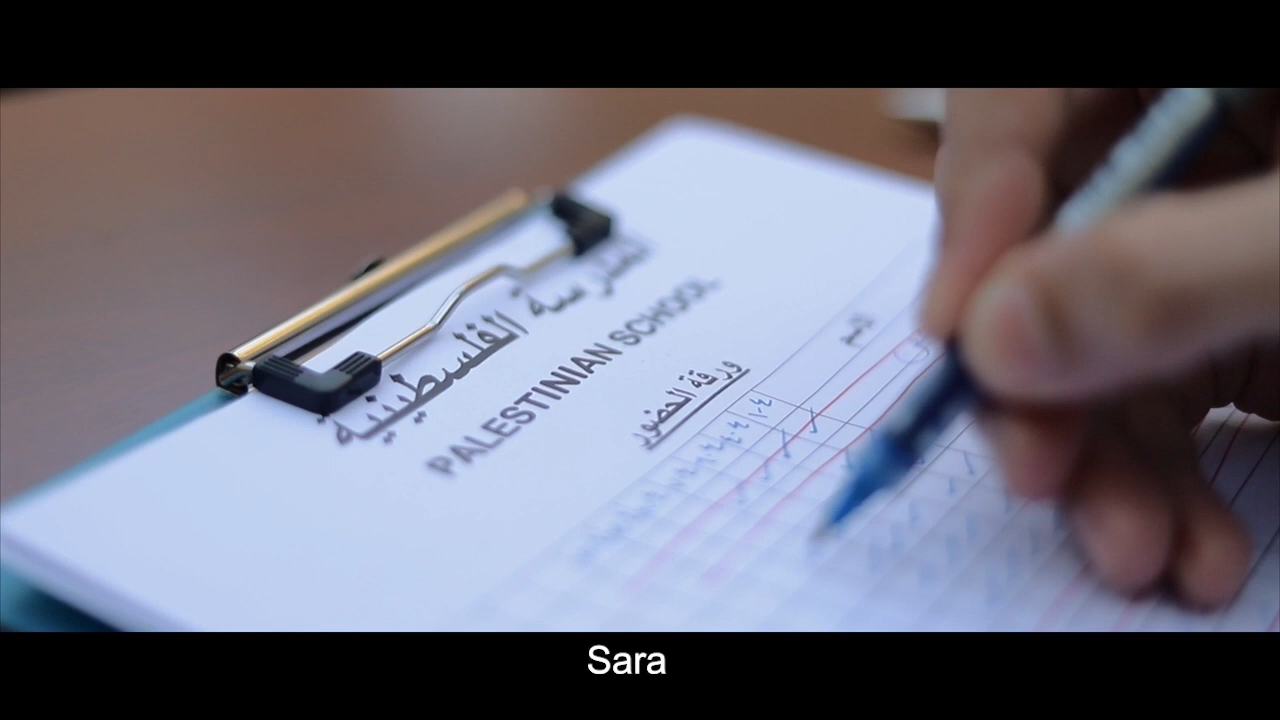 المدرسة الفلسطينية
PALESTINIAN SCHOOL
ورقة الحضور
الاسم
Sara